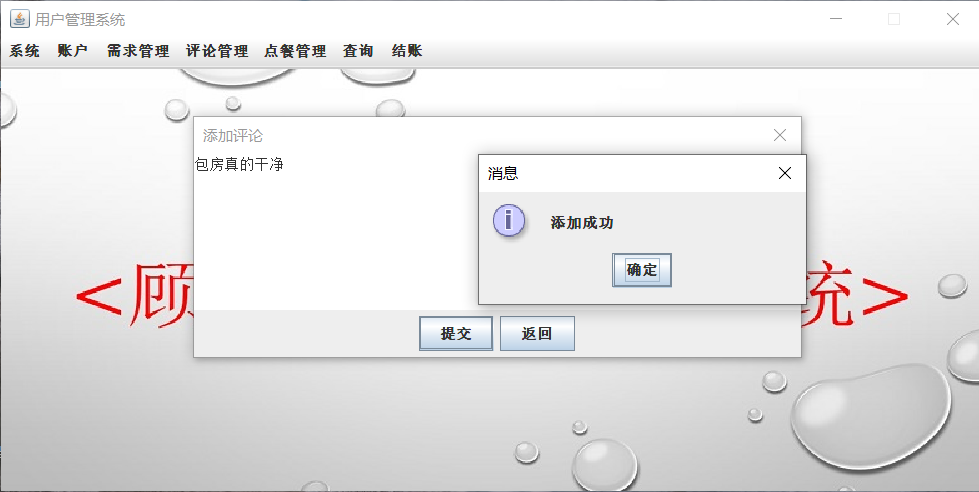 用户管理系统
系统 账户 需求管理 评论管理 点餐管理 查询 结账
添加评论
包房真的干净
消息
添加成功
确定
<顾
统>
提交 返回